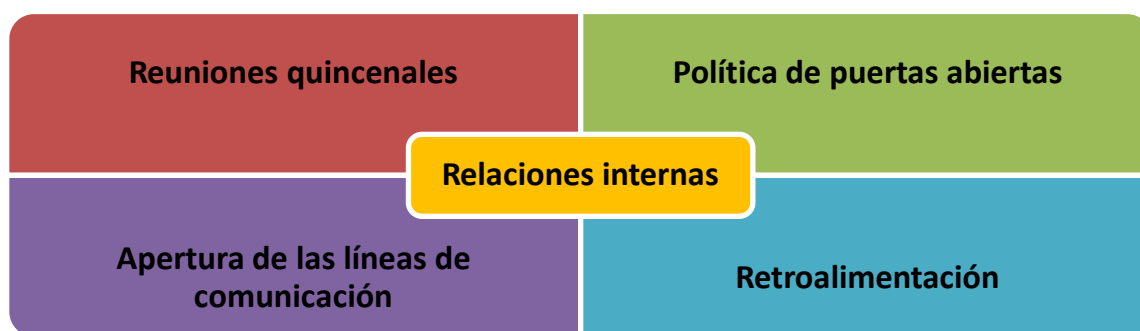 Reuniones quincenales
Política de puertas abiertas
Relaciones internas
Apertura de las líneas de
comunicación
Retroalimentación